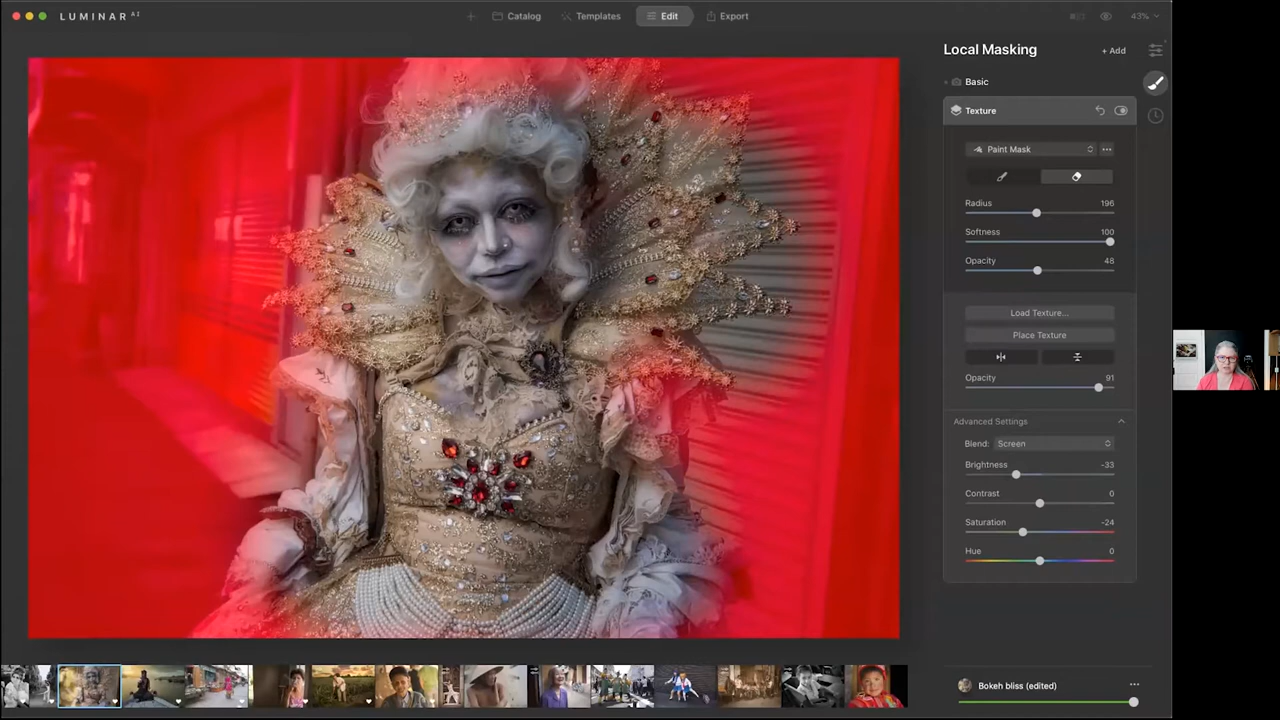 LUMINAR AI
Catalog
Templates
Edit
Export
43%
Local Masking
+ Add
Basic
Texture
Paint Mask
Radius 196
Softness 100
Opacity 48
Load Texture...
Place Texture
Opacity 91
Advanced Settings
Blend: Screen
Brightness -33
Contrast 0
Saturation -24
Hue 0
Bokeh bliss (edited)